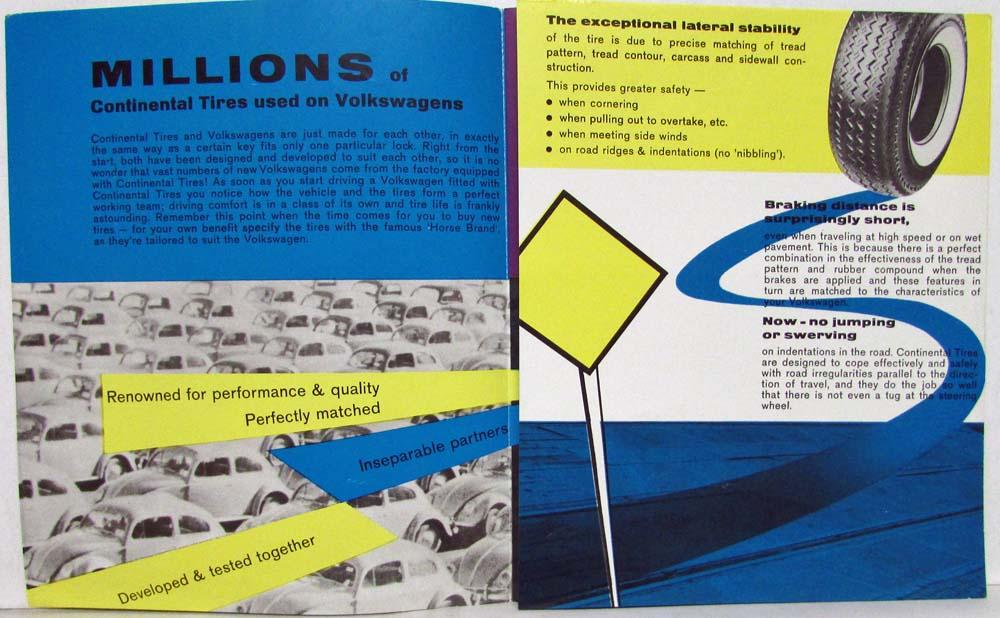 MILLIONS of
Continental Tires used on Volkswagens
Continental Tires and Volkswagens are just made for each other, in exactly
the same way as a certain key fits only one particular lock. Right from the
start, both have been designed and developed to suit each other, so it is no
wonder that vast numbers of new Volkswagens come from the factory equipped
with Continental Tires! As soon as you start driving a Volkswagen fitted with
Continental Tires you notice how the vehicle and the tires form a perfect
working team; driving comfort is in a class of its own and tire life is frankly
astounding. Remember this point when the time comes for you to buy new
tires – for your own benefit specify the tires with the famous 'Horse Brand',
as they're tailored to suit the Volkswagen.
Renowned for performance & quality
Perfectly matched
Inseparable partners
Developed & tested together
The exceptional lateral stability
of the tire is due to precise matching of tread
pattern, tread contour, carcass and sidewall con-
struction.
This provides greater safety —
● when cornering
● when pulling out to overtake, etc.
● when meeting side winds
● on road ridges & indentations (no 'nibbling').
Braking distance is
surprisingly short,
even when traveling at high speed or on wet
pavement. This is because there is a perfect
combination in the effectiveness of the tread
pattern and rubber compound when the
brakes are applied and these features in
turn are matched to the characteristics of
your Volkswagen.
Now - no jumping
or swerving
on indentations in the road. Continental Tires
are designed to cope effectively and safely
with road irregularities parallel to the direc-
tion of travel, and they do the job so well
that there is not even a tug at the steering
wheel.